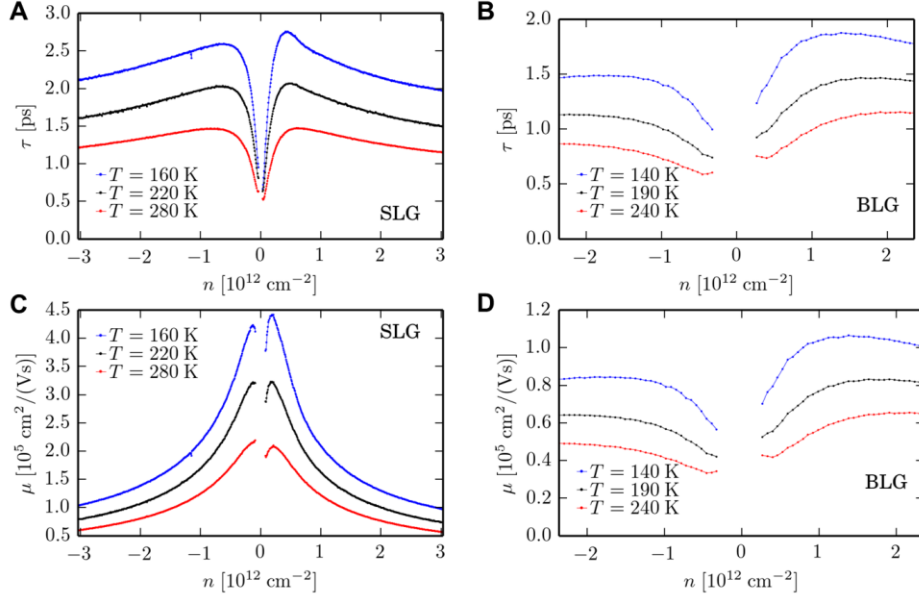 A
3.0
2.5
2.0
1.5
1.0
0.5
0.0
τ [ps]
T = 160 K
T = 220 K
T = 280 K
SLG
−3 −2 −1 0 1 2 3
n [10¹² cm⁻²]
B
2.0
1.5
1.0
0.5
0.0
τ [ps]
T = 140 K
T = 190 K
T = 240 K
BLG
−2 −1 0 1 2
n [10¹² cm⁻²]
C
4.5
4.0
3.5
3.0
2.5
2.0
1.5
1.0
0.5
μ [10⁵ cm²/(Vs)]
T = 160 K
T = 220 K
T = 280 K
SLG
−3 −2 −1 0 1 2 3
n [10¹² cm⁻²]
D
1.2
1.0
0.8
0.6
0.4
0.2
0.0
μ [10⁵ cm²/(Vs)]
T = 140 K
T = 190 K
T = 240 K
BLG
−2 −1 0 1 2
n [10¹² cm⁻²]